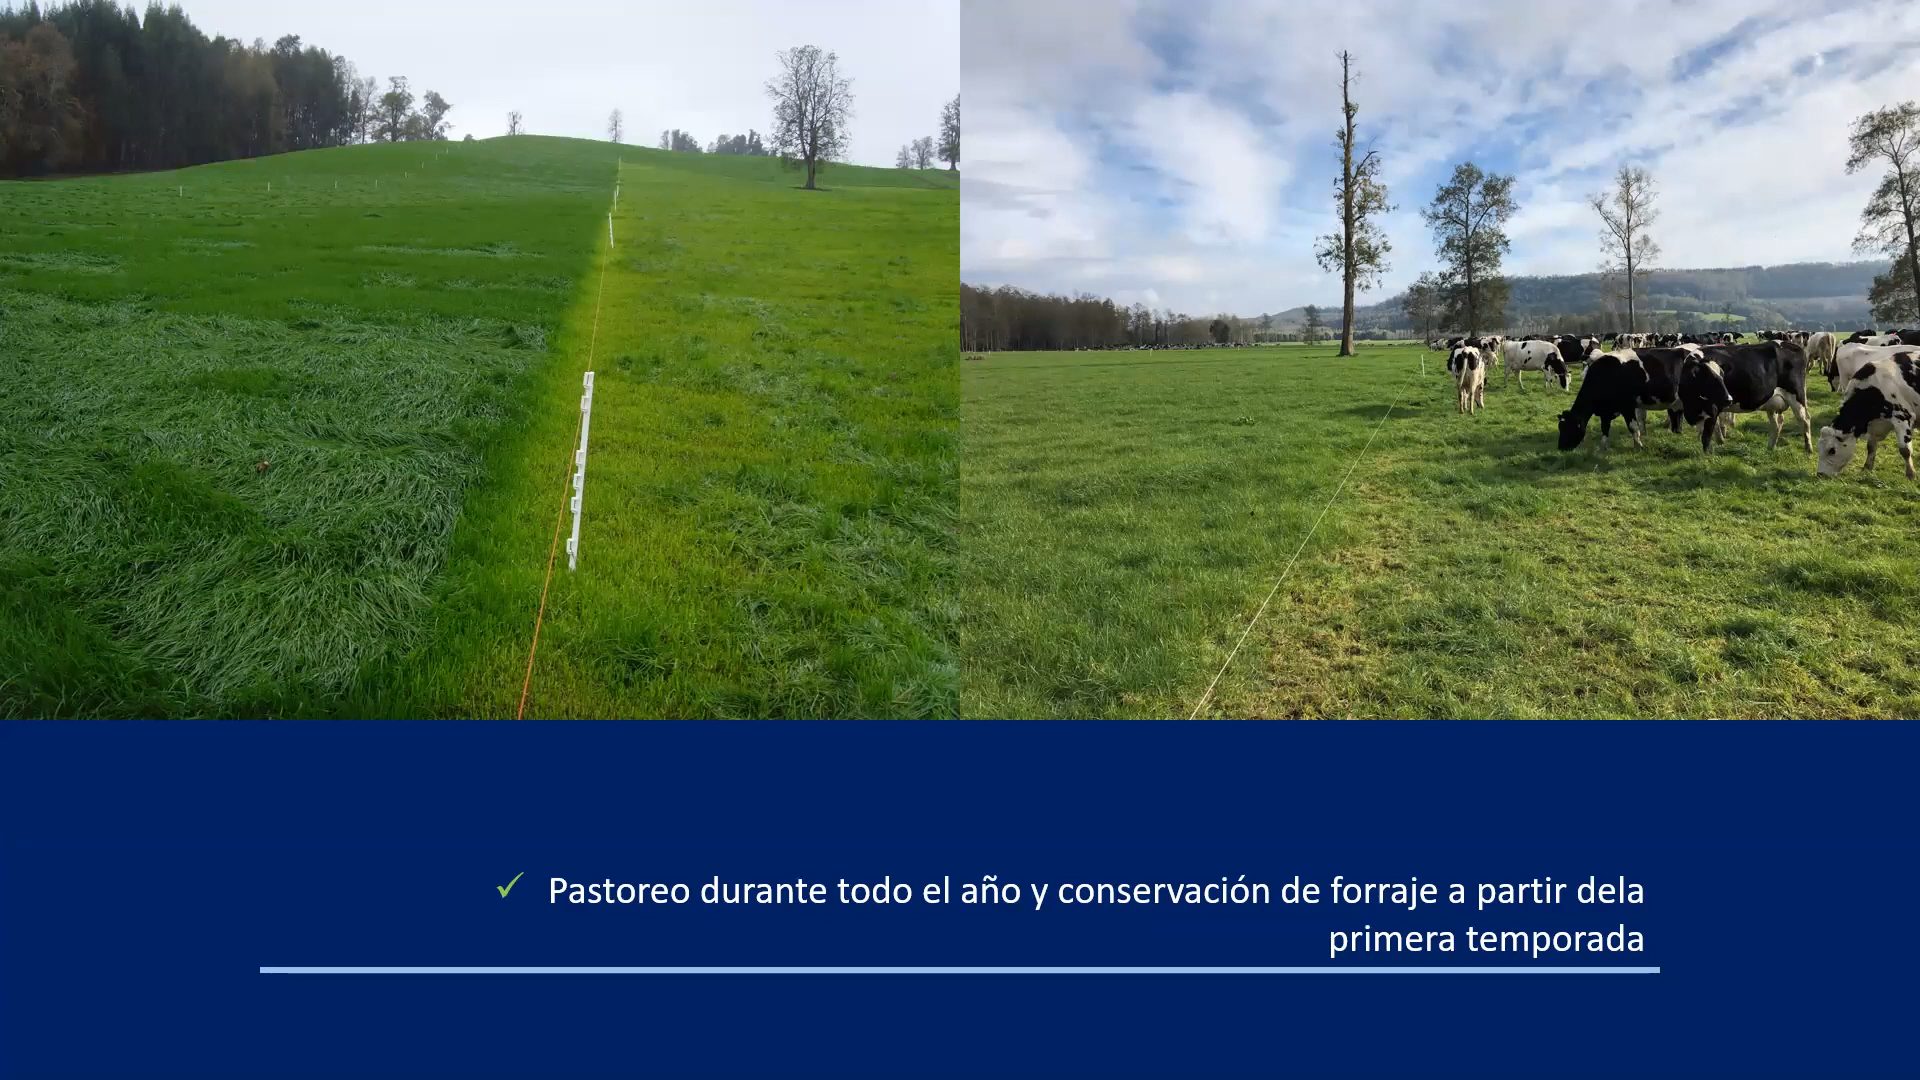 ✓ Pastoreo durante todo el año y conservación de forraje a partir dela
primera temporada